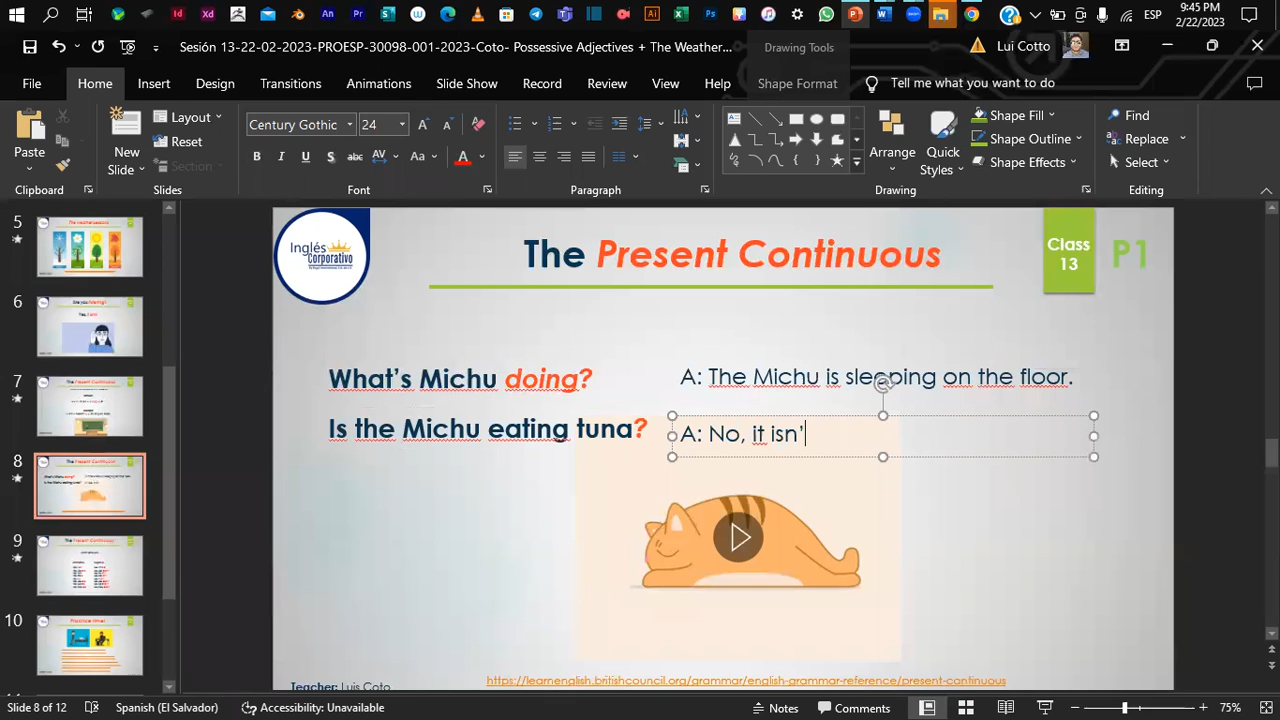 ESP
9:45 PM
2/22/2023
Sesión 13-22-02-2023-PROESP-30098-001-2023-Coto- Possessive Adjectives + The Weather...
Drawing Tools
Lui Cotto
File
Home
Insert
Design
Transitions
Animations
Slide Show
Record
Review
View
Help
Shape Format
Tell me what you want to do
Paste
New
Slide
Layout
Reset
Section
Century Gothic
24
Arrange
Quick
Styles
Shape Fill
Shape Outline
Shape Effects
Find
Replace
Select
Clipboard
Slides
Font
Paragraph
Drawing
Editing
5
6
7
8
9
10
Inglés
Corporativo
The Present Continuous
Class
13
P1
What's Michu doing?
A: The Michu is sleeping on the floor.
Is the Michu eating tuna?
A: No, it isn'
Teacher: Luis Coto
https://learnenglish.britishcouncil.org/grammar/english-grammar-reference/present-continuous
Slide 8 of 12
Spanish (El Salvador)
Accessibility: Unavailable
Notes
Comments
75%